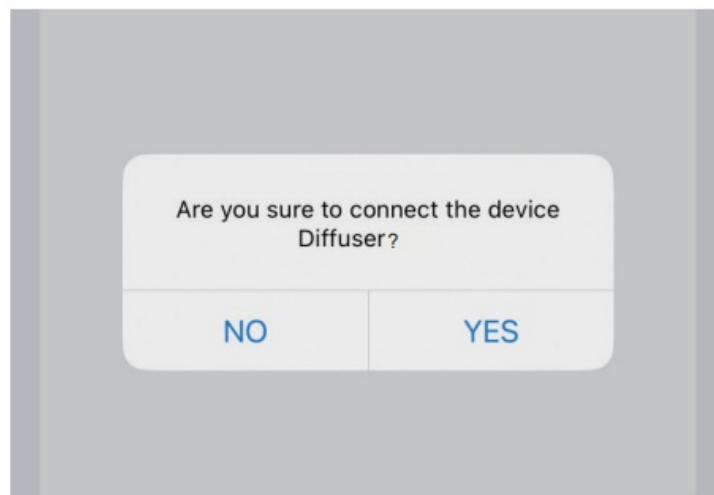 Are you sure to connect the device
Diffuser?
NO
YES